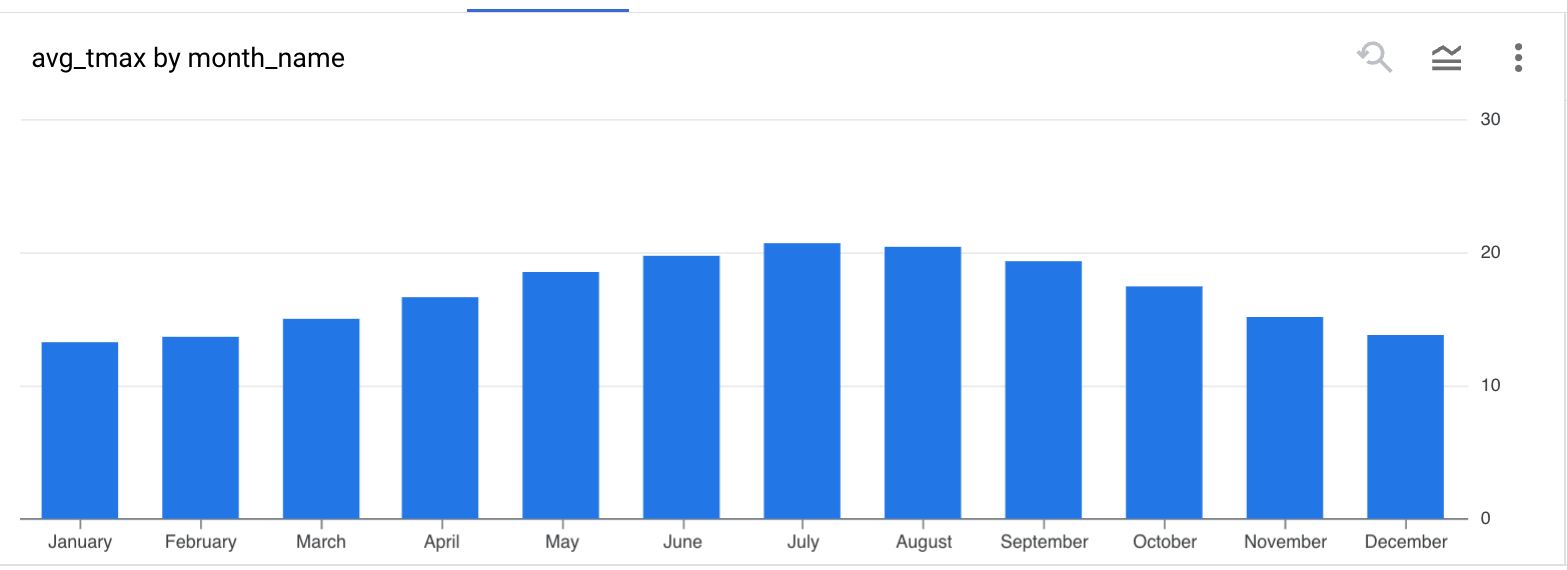 avg_tmax by month_name
30
20
10
0
January February March April May June July August September October November December